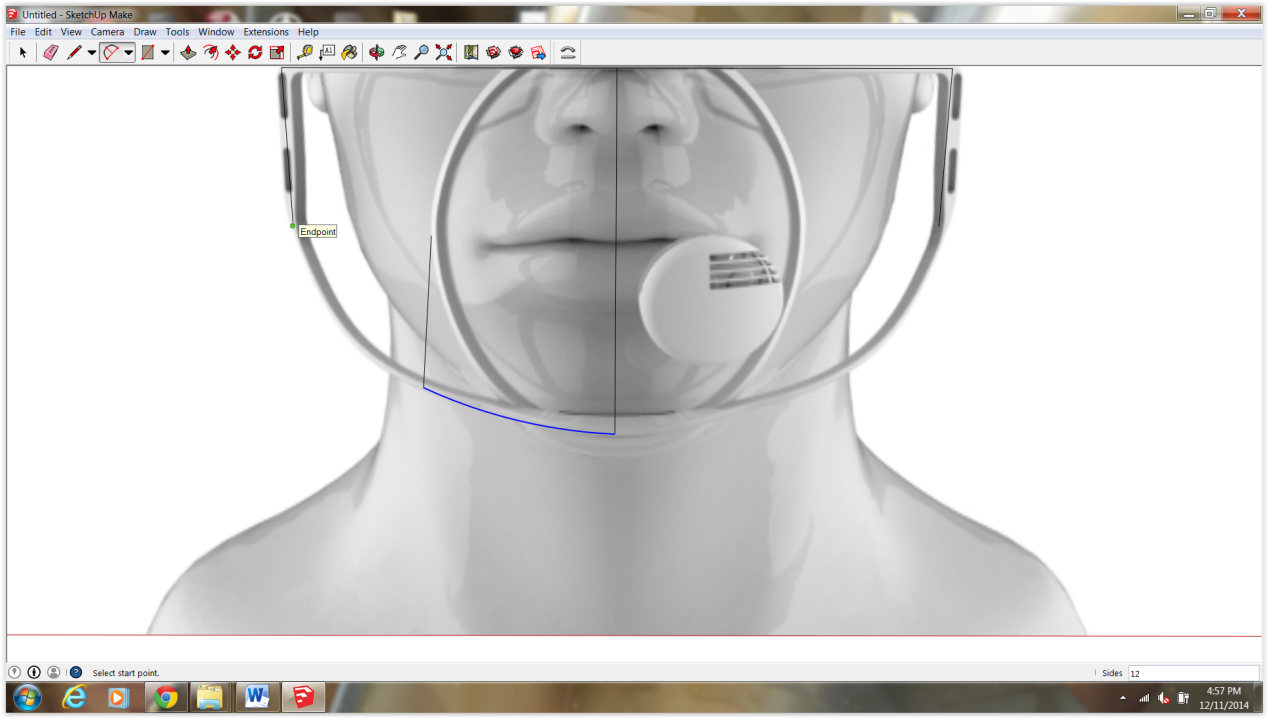 Untitled - SketchUp Make
File Edit View Camera Draw Tools Window Extensions Help
A1
Endpoint
Select start point.
Sides 12
W
4:57 PM
12/11/2014